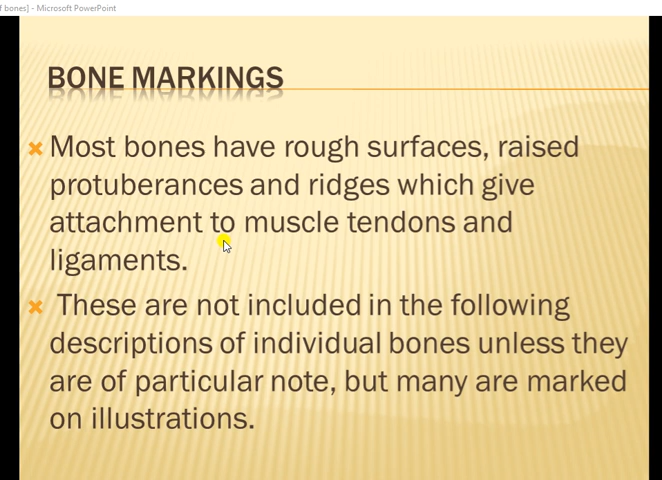 f bones] - Microsoft PowerPoint
BONE MARKINGS
Most bones have rough surfaces, raised
protuberances and ridges which give
attachment to muscle tendons and
ligaments.
These are not included in the following
descriptions of individual bones unless they
are of particular note, but many are marked
on illustrations.